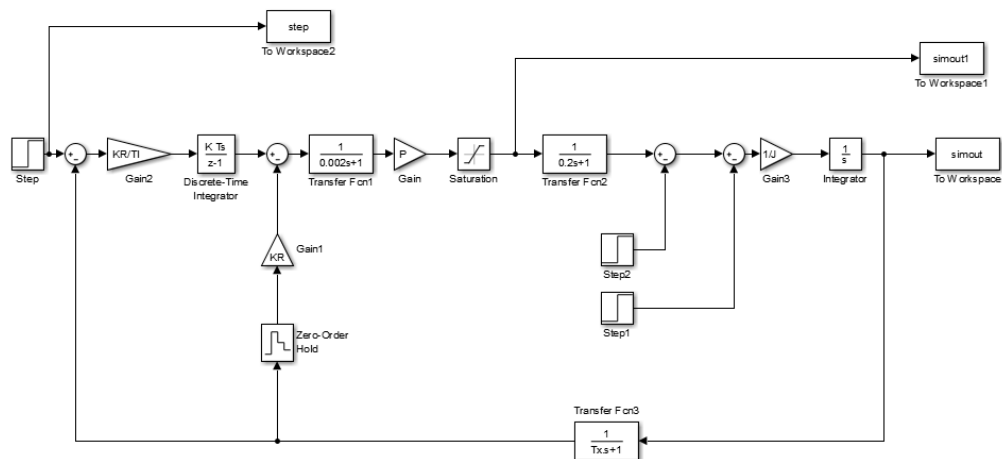 step
To Workspace2
simout1
To Workspace1
Step
+
-
KR/TI
Gain2
K Ts
z-1
Discrete-Time
Integrator
+
-
1
0.002s+1
Transfer Fcn1
P
Gain
Saturation
1
0.2s+1
Transfer Fcn2
+
-
+
-
1/J
Gain3
1
s
Integrator
simout
To Workspace
KR
Gain1
Step2
Step1
Zero-Order
Hold
Transfer Fcn3
1
Tx.s+1